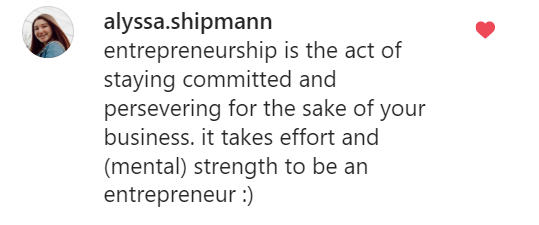 alyssa.shipmann
entrepreneurship is the act of
staying committed and
persevering for the sake of your
business. it takes effort and
(mental) strength to be an
entrepreneur :)